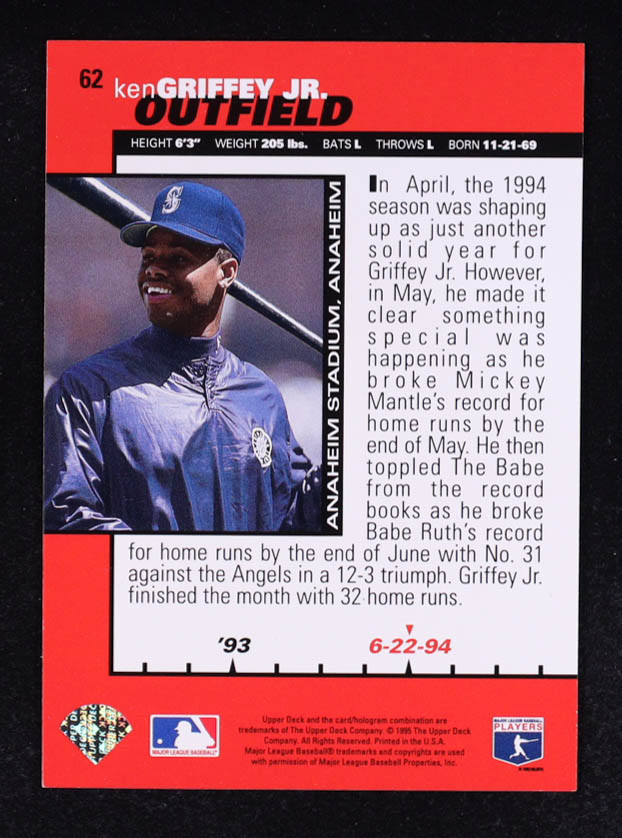 62
kenGRIFFEY JR.
OUTFIELD
HEIGHT 6'3" WEIGHT 205 lbs. BATS L THROWS L BORN 11-21-69
S
ANAHEIM STADIUM, ANAHEIM
In April, the 1994
season was shaping
up as just another
solid year for
Griffey Jr. However,
in May, he made it
clear something
special was
happening as he
broke Mickey
Mantle's record for
home runs by the
end of May. He then
toppled The Babe
from the record
books as he broke
Babe Ruth's record
for home runs by the end of June with No. 31
against the Angels in a 12-3 triumph. Griffey Jr.
finished the month with 32 home runs.
'93
6-22-94
MAJOR LEAGUE BASEBALL
Upper Deck and the card/hologram combination are
trademarks of The Upper Deck Company. © 1995 The Upper Deck
Company. All Rights Reserved. Printed in the U.S.A.
Major League Baseball® trademarks and copyrights are used
with permission of Major League Baseball Properties, Inc.
MAJOR LEAGUE BASEBALL
PLAYERS